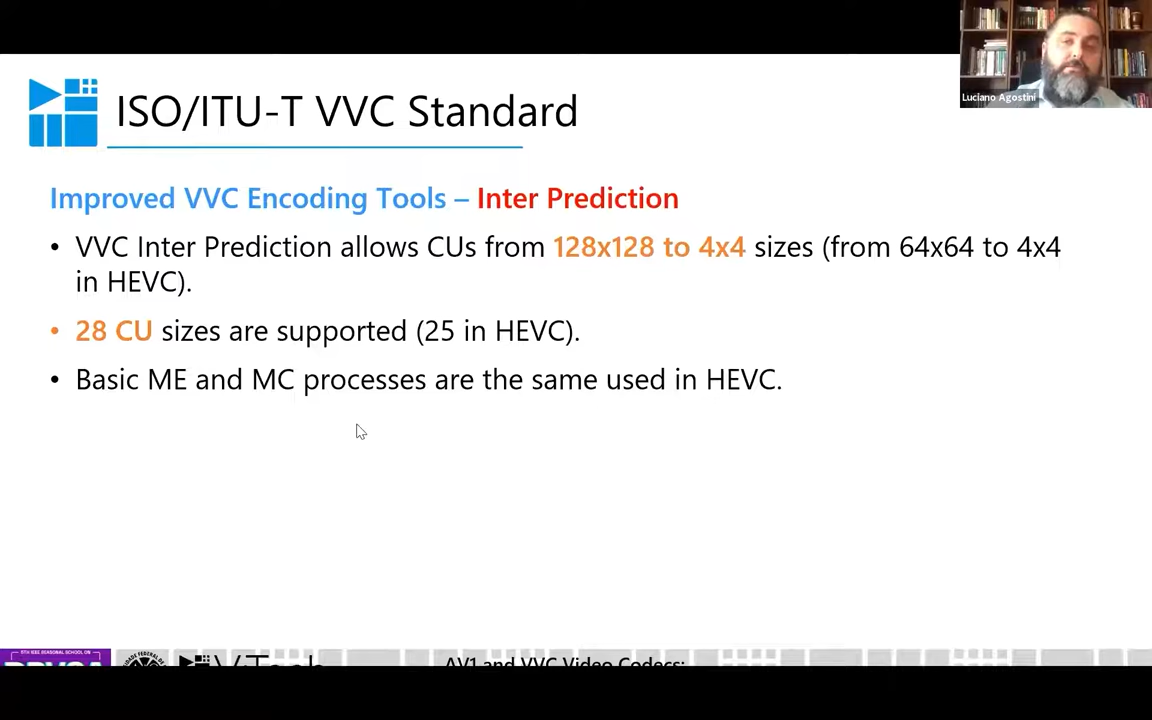 Luciano Agostini
ISO/ITU-T VVC Standard
Improved VVC Encoding Tools – Inter Prediction
• VVC Inter Prediction allows CUs from 128x128 to 4x4 sizes (from 64x64 to 4x4
in HEVC).
• 28 CU sizes are supported (25 in HEVC).
• Basic ME and MC processes are the same used in HEVC.
AV1 and VVC Video Codecs: